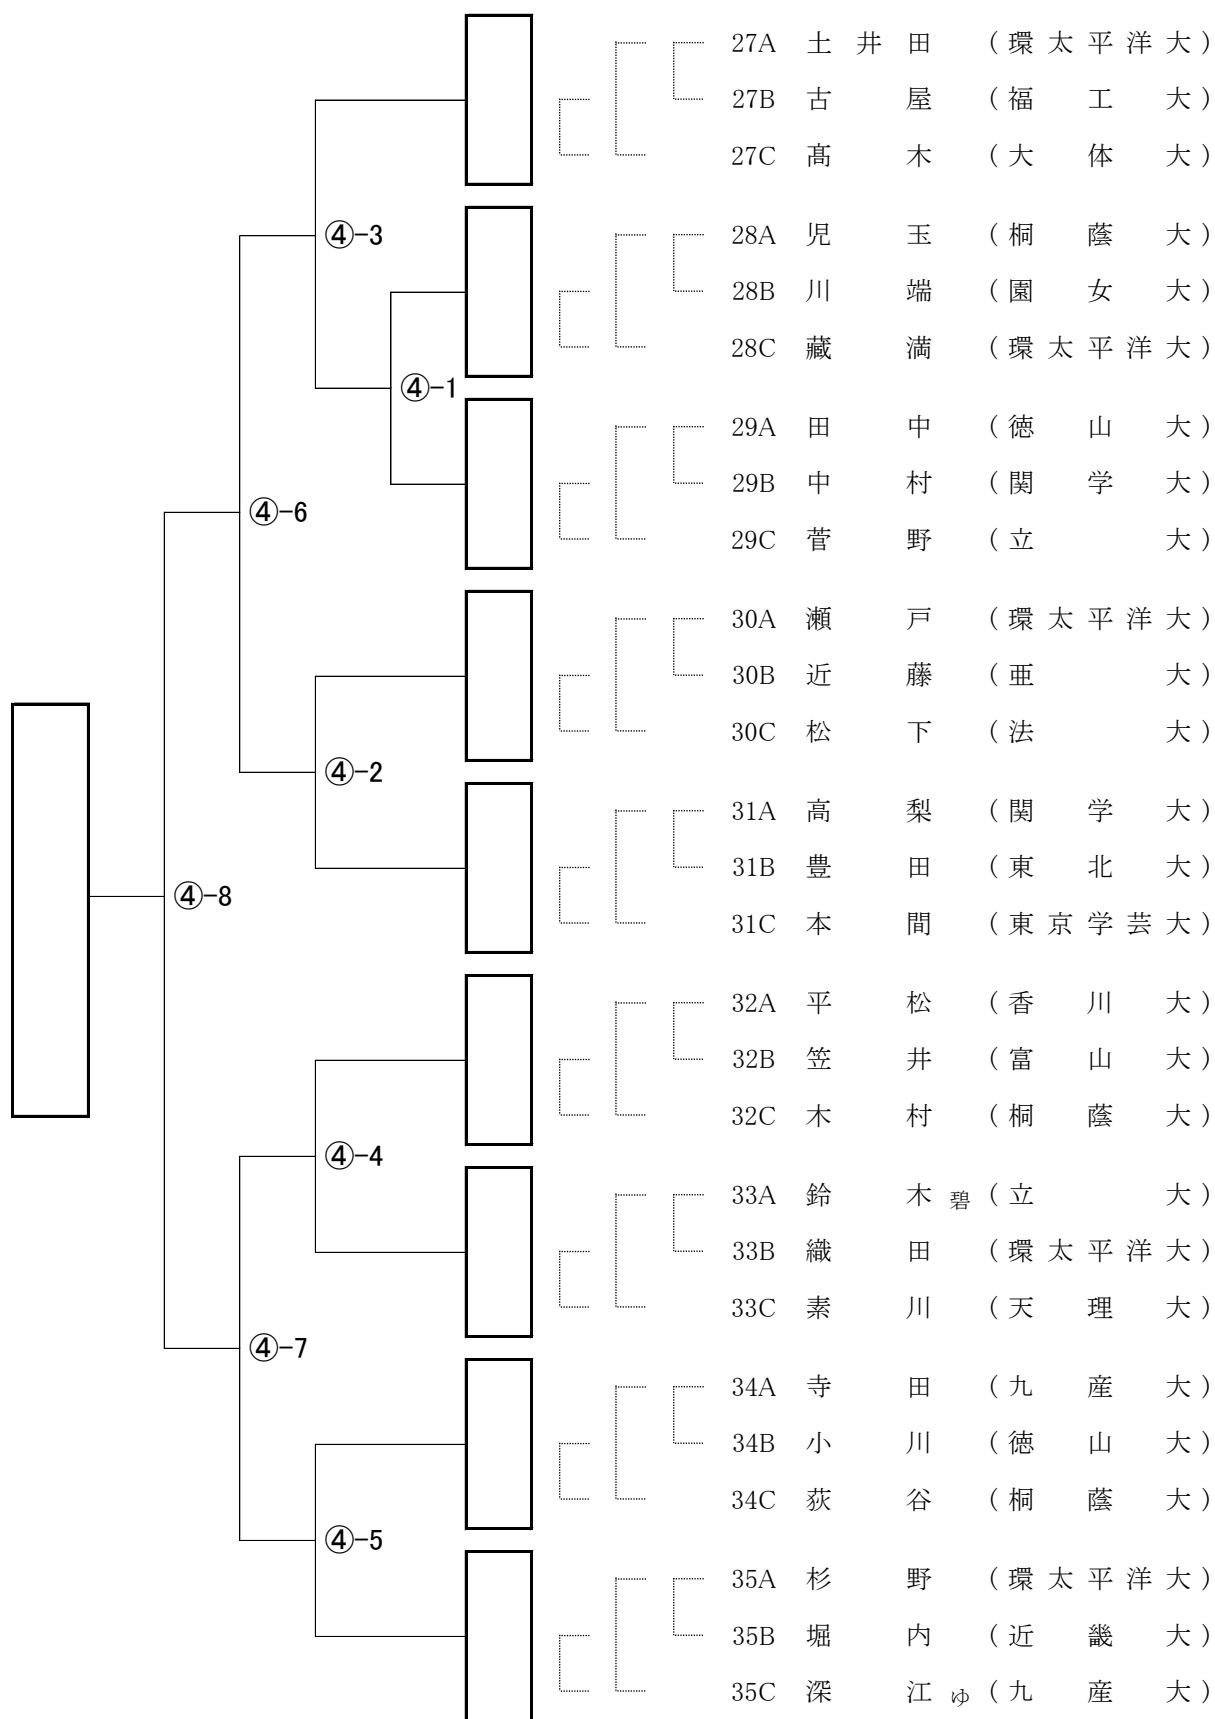 27A 土井田 (環太平洋大)
27B 古屋 (福工大)
27C 髙木 (大体大)
28A 児玉 (桐蔭大)
④-3
28B 川端 (園女大)
28C 藏満 (環太平洋大)
④-1
29A 田中 (徳山大)
29B 中村 (関学大)
④-6
29C 菅野 (立大)
30A 瀬戸 (環太平洋大)
30B 近藤 (亜大)
30C 松下 (法大)
④-2
31A 高梨 (関学大)
31B 豊田 (東北大)
④-8
31C 本間 (東京学芸大)
32A 平松 (香川大)
32B 笠井 (富山大)
32C 木村 (桐蔭大)
④-4
33A 鈴木碧 (立大)
33B 織田 (環太平洋大)
33C 素川 (天理大)
④-7
34A 寺田 (九産大)
34B 小川 (徳山大)
34C 荻谷 (桐蔭大)
④-5
35A 杉野 (環太平洋大)
35B 堀内 (近畿大)
35C 深江ゆ (九産大)